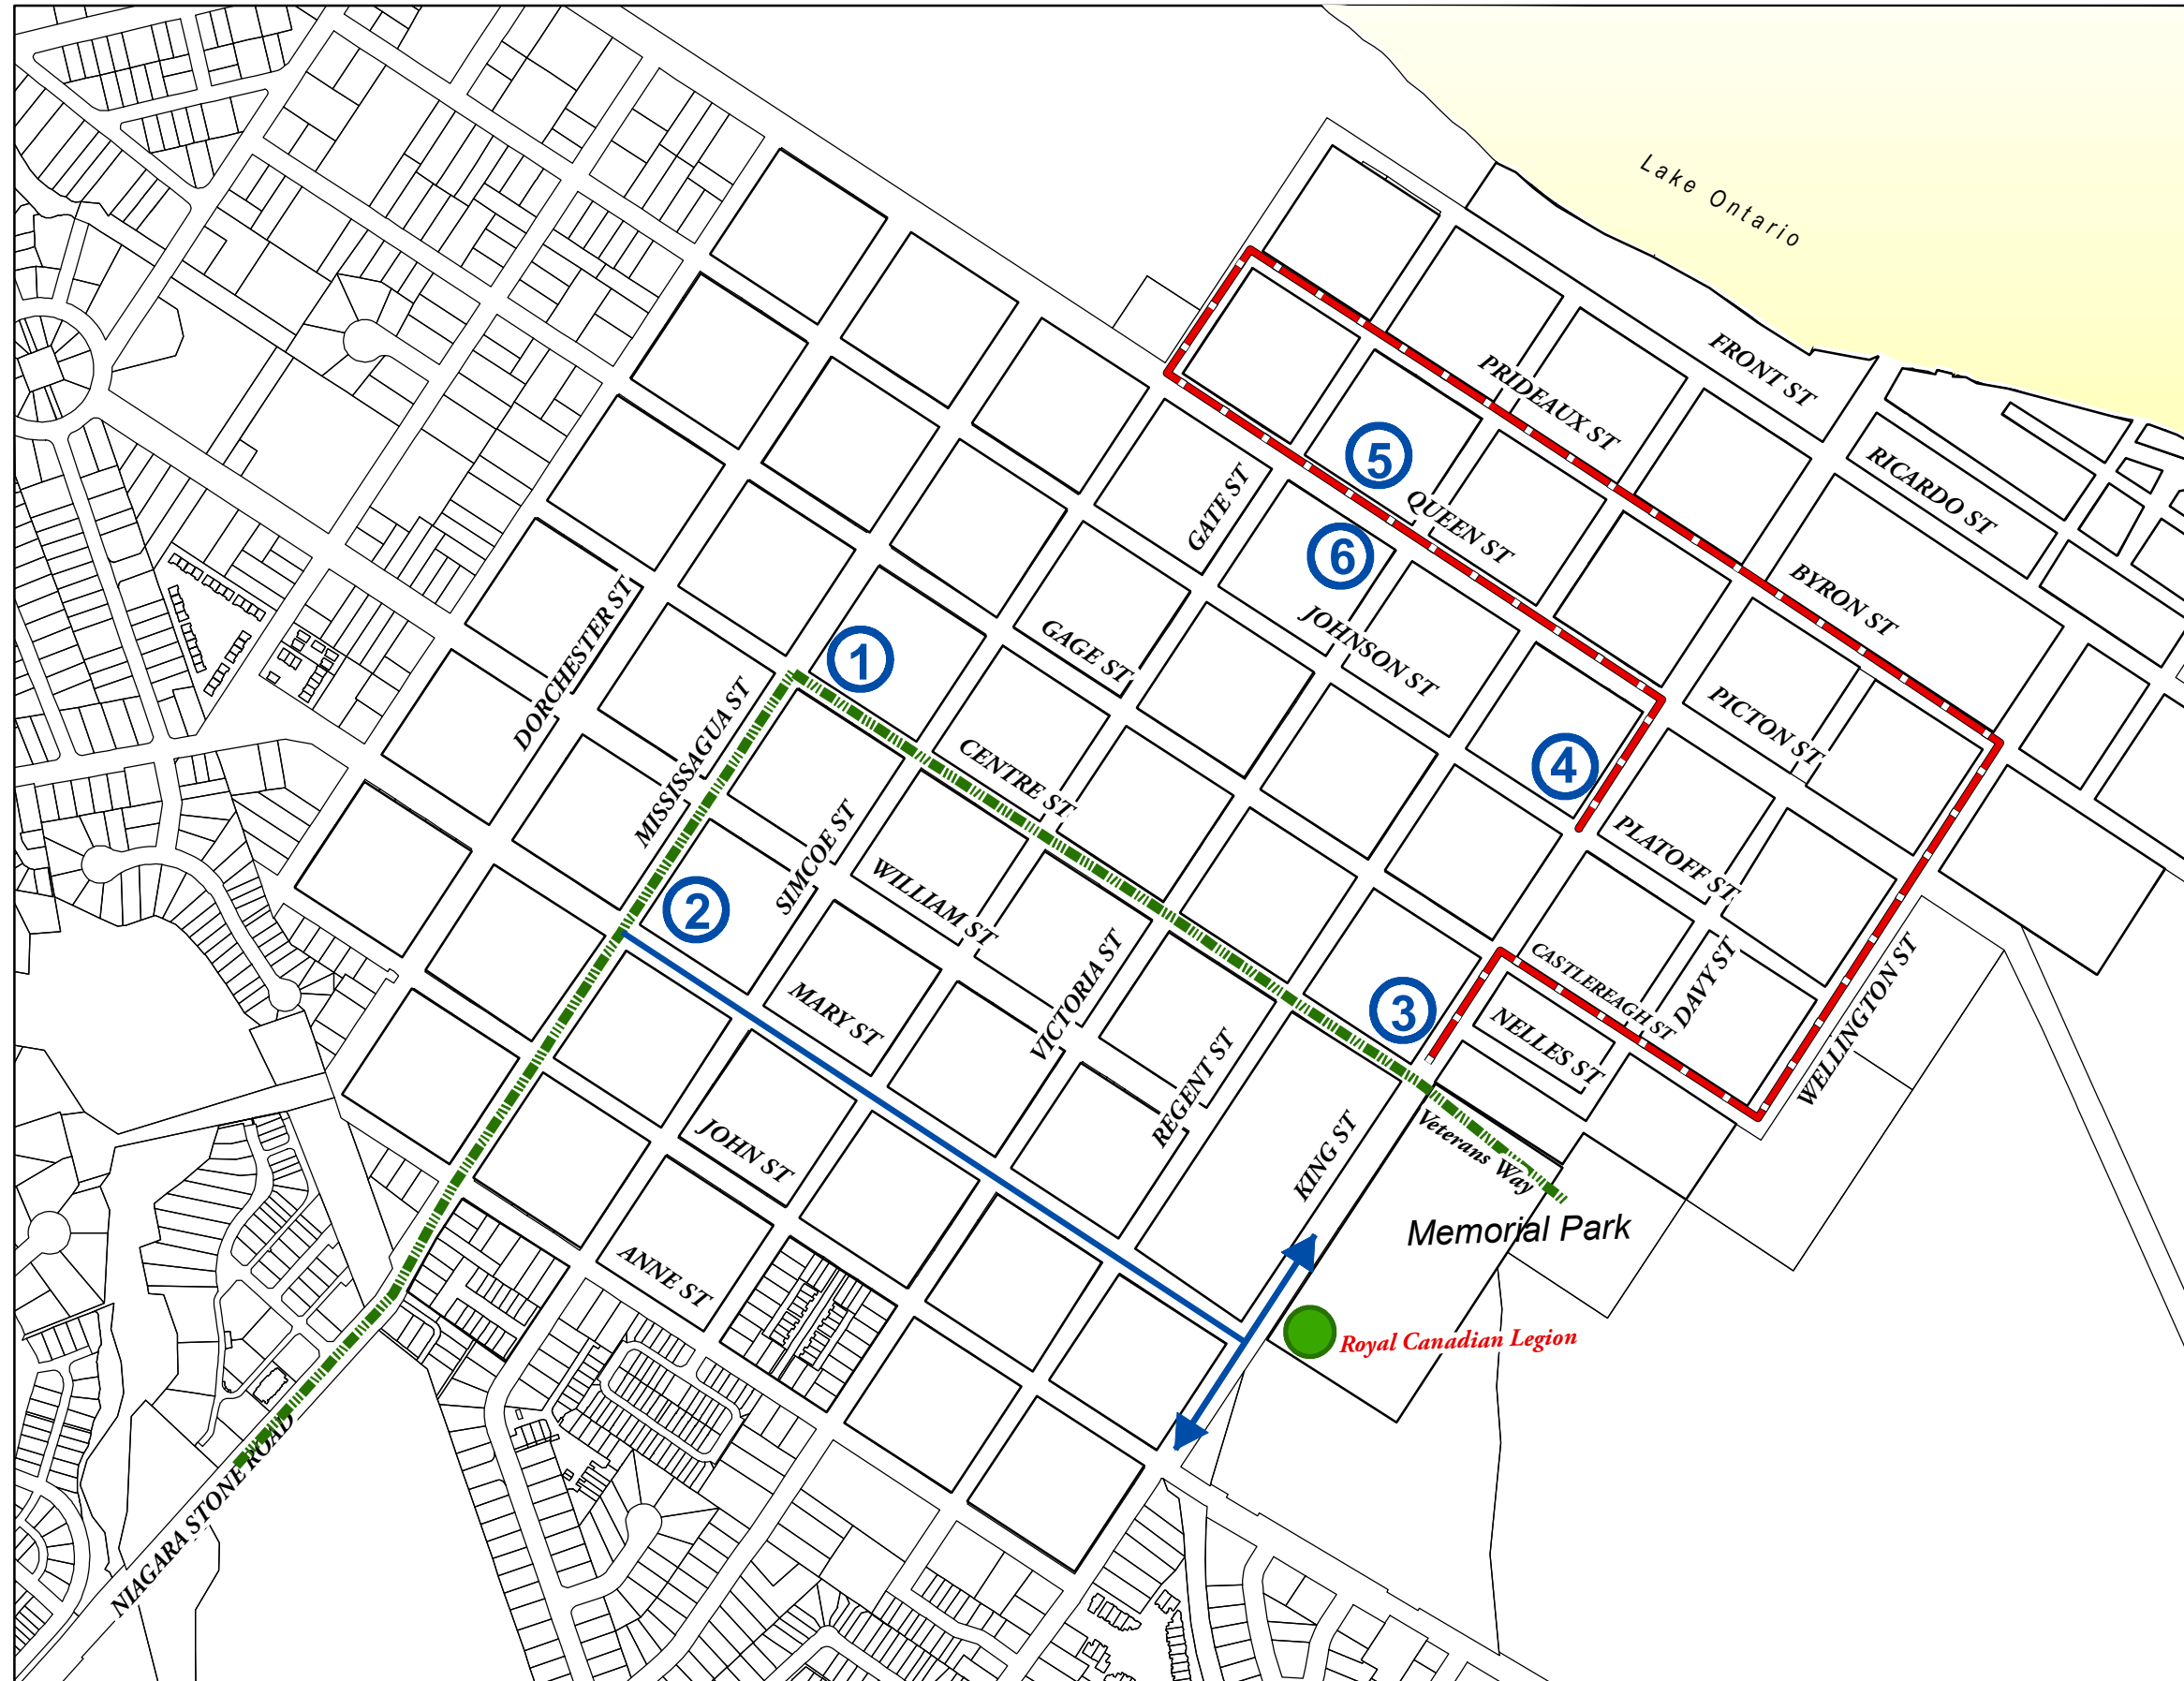 Lake Ontario
FRONT ST
PRIDEAUX ST
RICARDO ST
GATE ST
5
QUEEN ST
6
BYRON ST
JOHNSON ST
GAGE ST
DORCHESTER ST
1
MISSISSAGUA ST
PICTON ST
CENTRE ST
4
SIMCOE ST
PLATOFF ST
WILLIAM ST
2
CASTLEREAGH ST
DAVY ST
WELLINGTON ST
VICTORIA ST
3
MARY ST
NELLES ST
REGENT ST
JOHN ST
KING ST
Veterans Way
Memorial Park
ANNE ST
Royal Canadian Legion
NIAGARA STONE ROAD